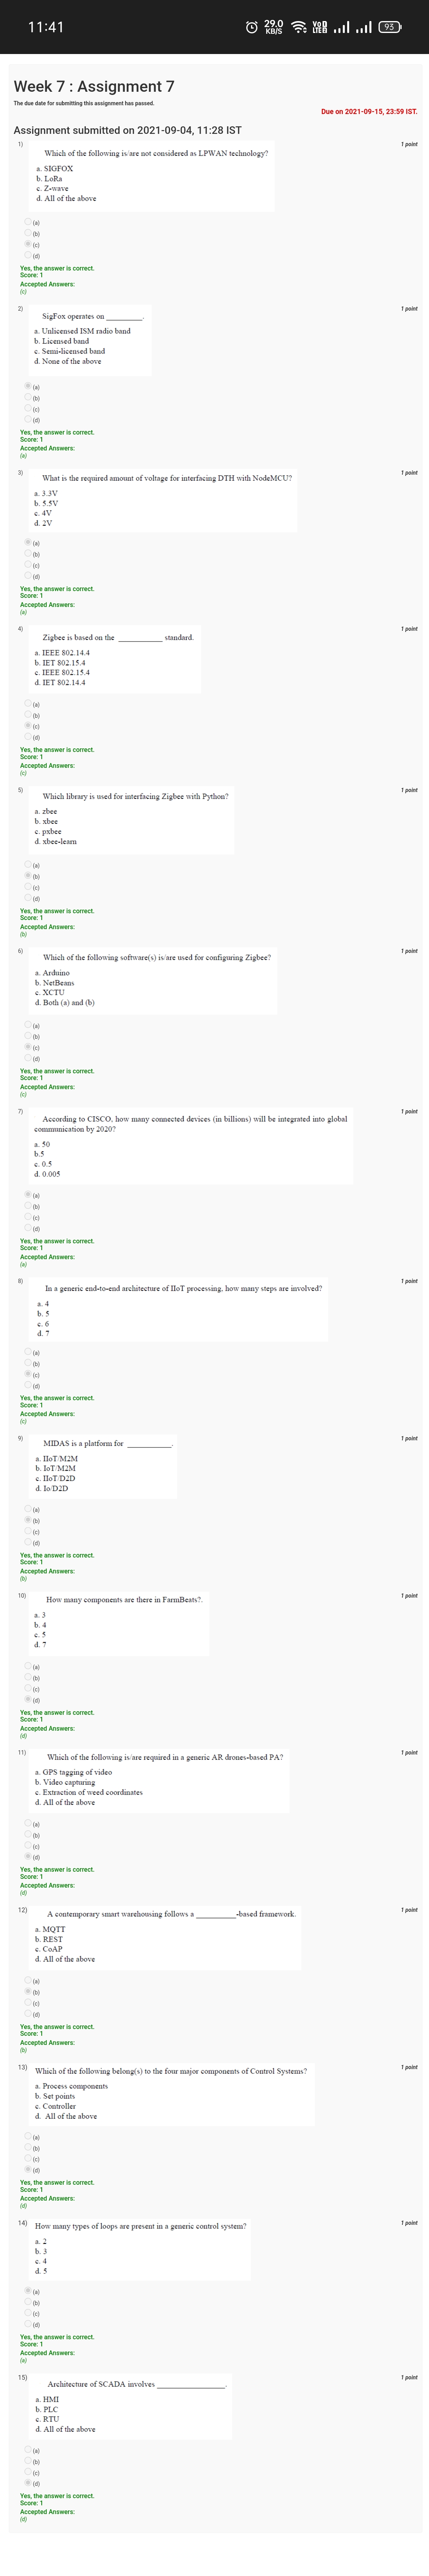 11:41
29.0
KB/S
Vo
LTE
93
Week 7 : Assignment 7
The due date for submitting this assignment has passed.
Due on 2021-09-15, 23:59 IST.
Assignment submitted on 2021-09-04, 11:28 IST
1)
1 point
Which of the following is/are not considered as LPWAN technology?
a. SIGFOX
b. LoRa
c. Z-wave
d. All of the above
(a)
(b)
(c)
(d)
Yes, the answer is correct.
Score: 1
Accepted Answers:
(c)
2)
1 point
SigFox operates on _________.
a. Unlicensed ISM radio band
b. Licensed band
c. Semi-licensed band
d. None of the above
(a)
(b)
(c)
(d)
Yes, the answer is correct.
Score: 1
Accepted Answers:
(a)
3)
1 point
What is the required amount of voltage for interfacing DTH with NodeMCU?
a. 3.3V
b. 5.5V
c. 4V
d. 2V
(a)
(b)
(c)
(d)
Yes, the answer is correct.
Score: 1
Accepted Answers:
(a)
4)
1 point
Zigbee is based on the ___________ standard.
a. IEEE 802.14.4
b. IET 802.15.4
c. IEEE 802.15.4
d. IET 802.14.4
(a)
(b)
(c)
(d)
Yes, the answer is correct.
Score: 1
Accepted Answers:
(c)
5)
1 point
Which library is used for interfacing Zigbee with Python?
a. zbee
b. xbee
c. pxbee
d. xbee-learn
(a)
(b)
(c)
(d)
Yes, the answer is correct.
Score: 1
Accepted Answers:
(b)
6)
1 point
Which of the following software(s) is/are used for configuring Zigbee?
a. Arduino
b. NetBeans
c. XCTU
d. Both (a) and (b)
(a)
(b)
(c)
(d)
Yes, the answer is correct.
Score: 1
Accepted Answers:
(c)
7)
1 point
According to CISCO, how many connected devices (in billions) will be integrated into global
communication by 2020?
a. 50
b.5
c. 0.5
d. 0.005
(a)
(b)
(c)
(d)
Yes, the answer is correct.
Score: 1
Accepted Answers:
(a)
8)
1 point
In a generic end-to-end architecture of IIoT processing, how many steps are involved?
a. 4
b. 5
c. 6
d. 7
(a)
(b)
(c)
(d)
Yes, the answer is correct.
Score: 1
Accepted Answers:
(c)
9)
1 point
MIDAS is a platform for ___________.
a. IIoT/M2M
b. IoT/M2M
c. IIoT/D2D
d. Io/D2D
(a)
(b)
(c)
(d)
Yes, the answer is correct.
Score: 1
Accepted Answers:
(b)
10)
1 point
How many components are there in FarmBeats?.
a. 3
b. 4
c. 5
d. 7
(a)
(b)
(c)
(d)
Yes, the answer is correct.
Score: 1
Accepted Answers:
(d)
11)
1 point
Which of the following is/are required in a generic AR drones-based PA?
a. GPS tagging of video
b. Video capturing
c. Extraction of weed coordinates
d. All of the above
(a)
(b)
(c)
(d)
Yes, the answer is correct.
Score: 1
Accepted Answers:
(d)
12)
1 point
A contemporary smart warehousing follows a __________-based framework.
a. MQTT
b. REST
c. CoAP
d. All of the above
(a)
(b)
(c)
(d)
Yes, the answer is correct.
Score: 1
Accepted Answers:
(b)
13)
1 point
Which of the following belong(s) to the four major components of Control Systems?
a. Process components
b. Set points
c. Controller
d. All of the above
(a)
(b)
(c)
(d)
Yes, the answer is correct.
Score: 1
Accepted Answers:
(d)
14)
1 point
How many types of loops are present in a generic control system?
a. 2
b. 3
c. 4
d. 5
(a)
(b)
(c)
(d)
Yes, the answer is correct.
Score: 1
Accepted Answers:
(a)
15)
1 point
Architecture of SCADA involves _________________.
a. HMI
b. PLC
c. RTU
d. All of the above
(a)
(b)
(c)
(d)
Yes, the answer is correct.
Score: 1
Accepted Answers:
(d)